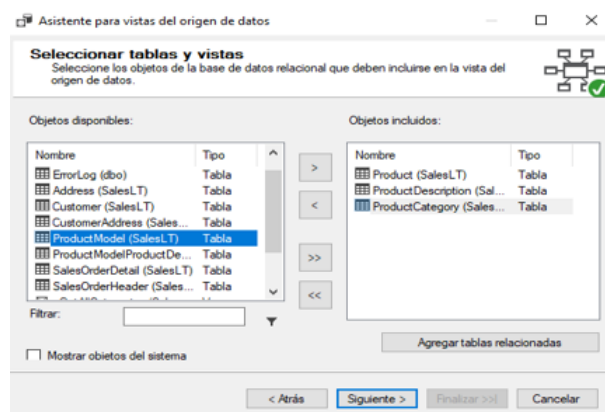 Asistente para vistas del origen de datos
Seleccionar tablas y vistas
Seleccione los objetos de la base de datos relacional que deben incluirse en la vista del
origen de datos.
Objetos disponibles:
Nombre Tipo
ErrorLog (dbo) Tabla
Address (SalesLT) Tabla
Customer (SalesLT) Tabla
CustomerAddress (Sales... Tabla
ProductModel (SalesLT) Tabla
ProductModelProductDe... Tabla
SalesOrderDetail (SalesLT) Tabla
SalesOrderHeader (Sales... Tabla
Filtrar:
Mostrar objetos del sistema
>
<
>>
<<
Objetos incluidos:
Nombre Tipo
Product (SalesLT) Tabla
ProductDescription (Sal... Tabla
ProductCategory (Sales... Tabla
Agregar tablas relacionadas
< Atrás Siguiente > Finalizar >>| Cancelar